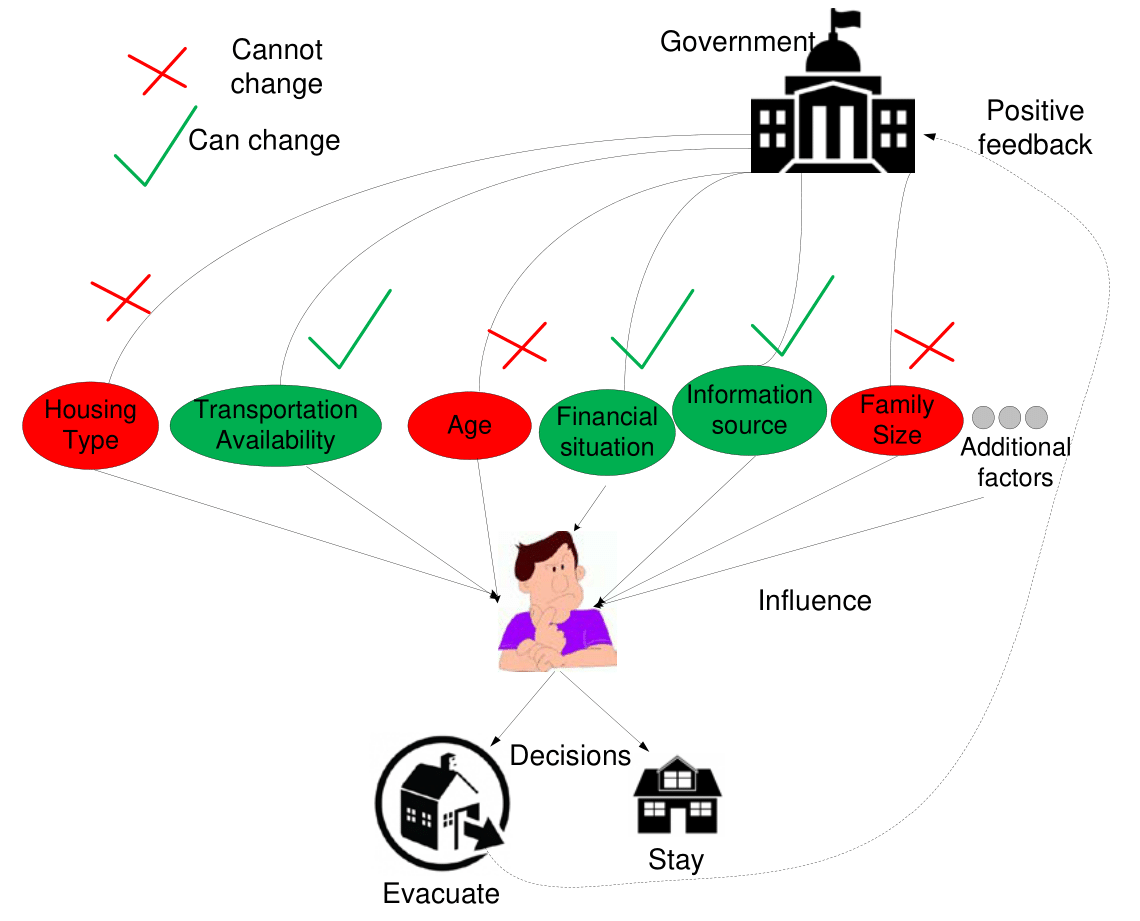 Government
Cannot
change
Can change
Positive
feedback
Housing
Type
Transportation
Availability
Age
Financial
situation
Information
source
Family
Size
Additional
factors
Influence
Decisions
Evacuate
Stay